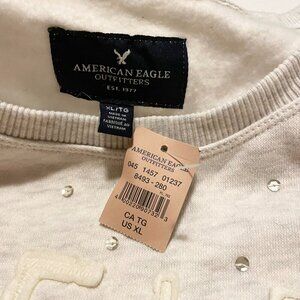 AMERICAN EAGLE
OUTFITTERS
EST. 1977
XL/TG
MADE IN
VIETNAM
FABRIQUÉ AU
VIETNAM
AMERICAN EAGLE
OUTFITTERS
045 1457 01237
8493-280
CA TG
US XL